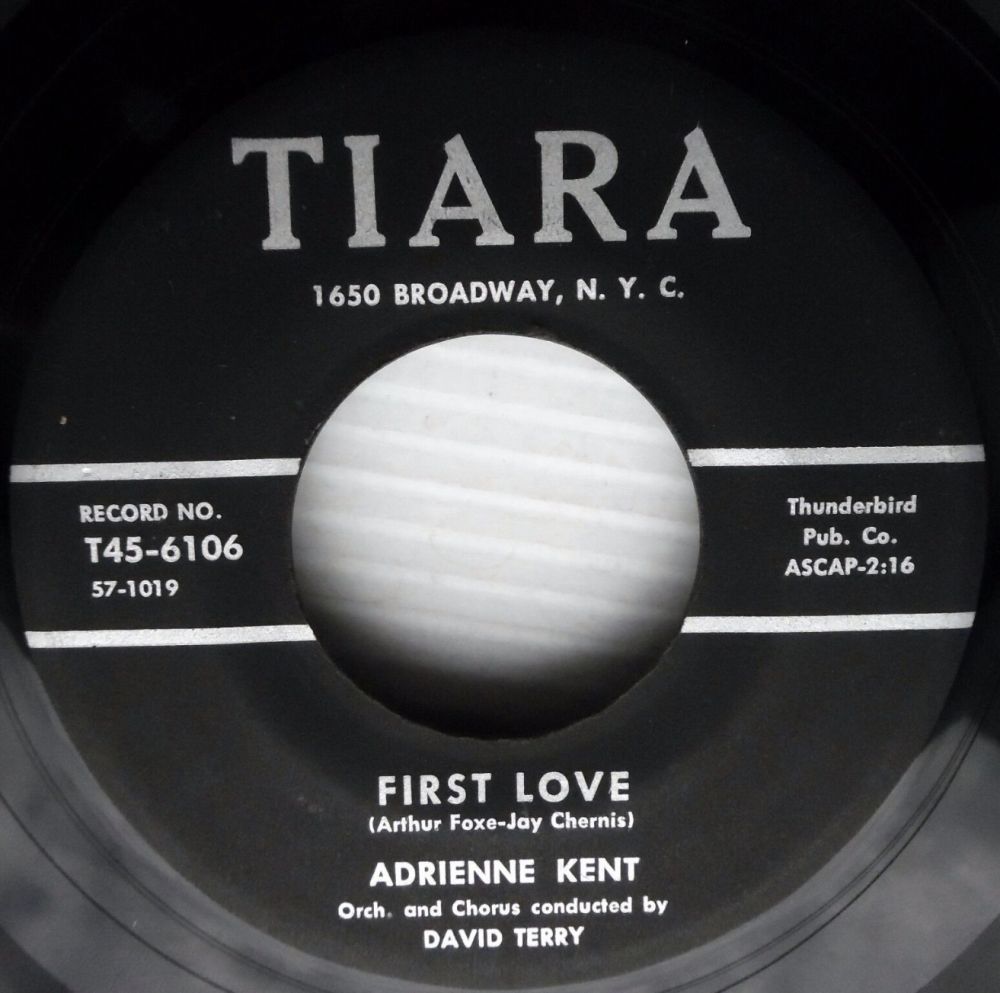 TIARA
1650 BROADWAY, N. Y. C.
RECORD NO.
T45-6106
57-1019
Thunderbird
Pub. Co.
ASCAP-2:16
FIRST LOVE
(Arthur Foxe-Jay Chernis)
ADRIENNE KENT
Orch. and Chorus conducted by
DAVID TERRY